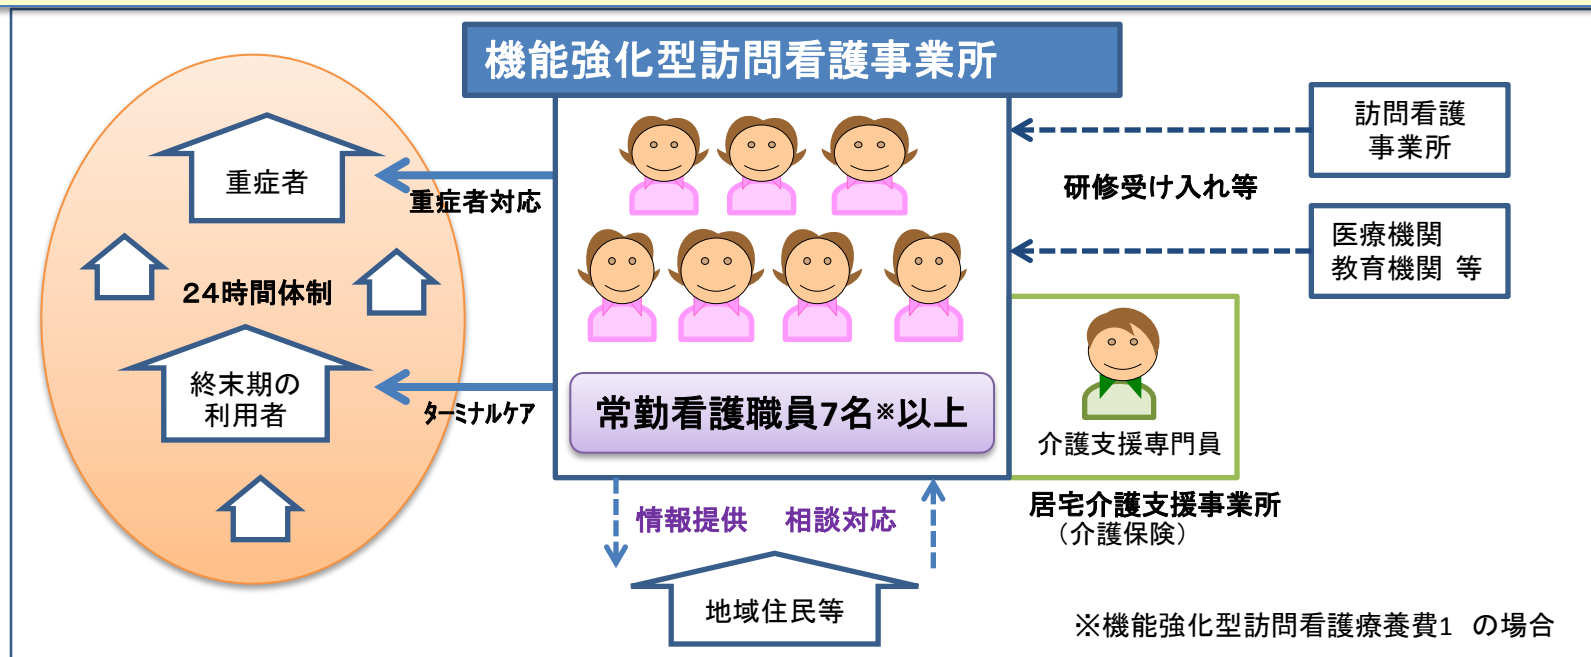 機能強化型訪問看護事業所
重症者
重症者対応
24時間体制
終末期の
利用者
ターミナルケア
常勤看護職員7名※以上
訪問看護
事業所
研修受け入れ等
医療機関
教育機関 等
介護支援専門員
居宅介護支援事業所
（介護保険）
情報提供 相談対応
地域住民等
※機能強化型訪問看護療養費1 の場合